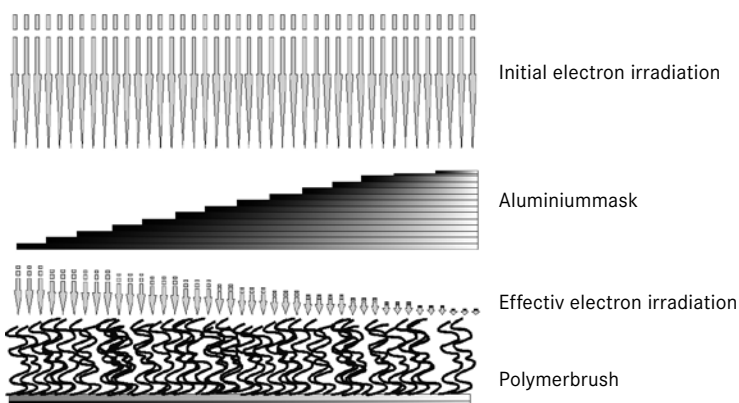 Initial electron irradiation
Aluminiummask
Effectiv electron irradiation
Polymerbrush